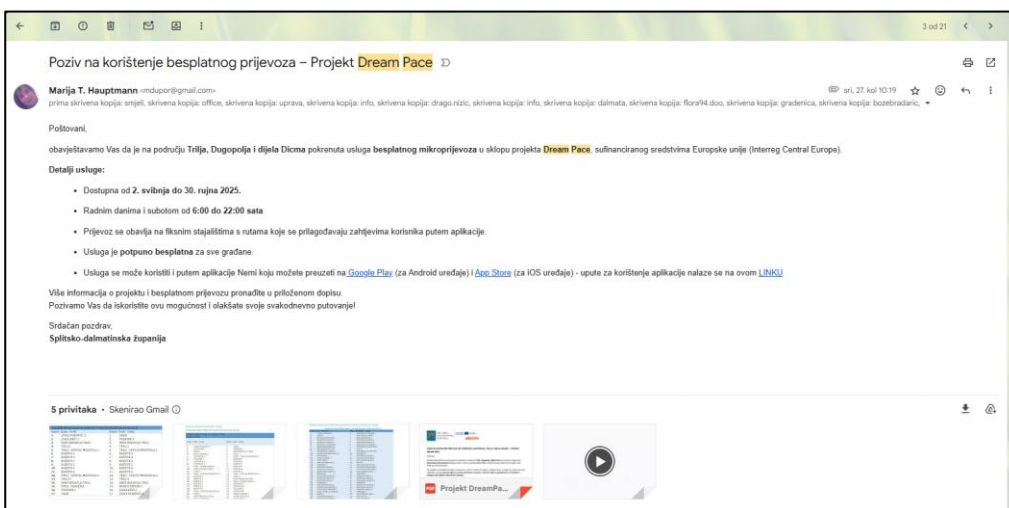 3 od 21
Poziv na korištenje besplatnog prijevoza – Projekt Dream Pace
Marija T. Hauptmann <mdupor@gmail.com>
sri, 27. kol 10:19
prima skrivena kopija: smjeli, skrivena kopija: office, skrivena kopija: uprava, skrivena kopija: info, skrivena kopija: drago.nizic, skrivena kopija: info, skrivena kopija: dalmata, skrivena kopija: flora94.doo, skrivena kopija: gradenica, skrivena kopija: bozebradaric,
Poštovani,
obavještavamo Vas da je na području Trilja, Dugopolja i dijela Dicma pokrenuta usluga besplatnog mikroprijevoza u sklopu projekta Dream Pace, sufinanciranog sredstvima Europske unije (Interreg Central Europe).
Detalji usluge:
• Dostupna od 2. svibnja do 30. rujna 2025.
• Radnim danima i subotom od 6:00 do 22:00 sata
• Prijevoz se obavlja na fiksnim stajalištima s rutama koje se prilagođavaju zahtjevima korisnika putem aplikacije.
• Usluga je potpuno besplatna za sve građane.
• Usluga se može koristiti i putem aplikacije Nemi koju možete preuzeti na Google Play (za Android uređaje) i App Store (za iOS uređaje) - upute za korištenje aplikacije nalaze se na ovom LINKU
Više informacija o projektu i besplatnom prijevozu pronađite u priloženom dopisu.
Pozivamo Vas da iskoristite ovu mogućnost i olakšate svoje svakodnevno putovanje!
Srdačan pozdrav,
Splitsko-dalmatinska županija
5 privitaka • Skenirao Gmail
PDF Projekt DreamPa...